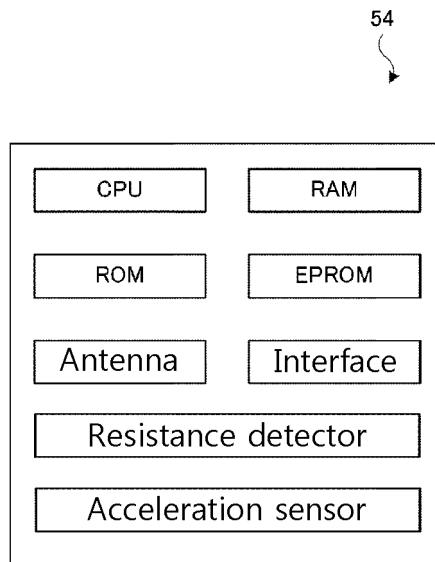 54
CPU
RAM
ROM
EPROM
Antenna
Interface
Resistance detector
Acceleration sensor